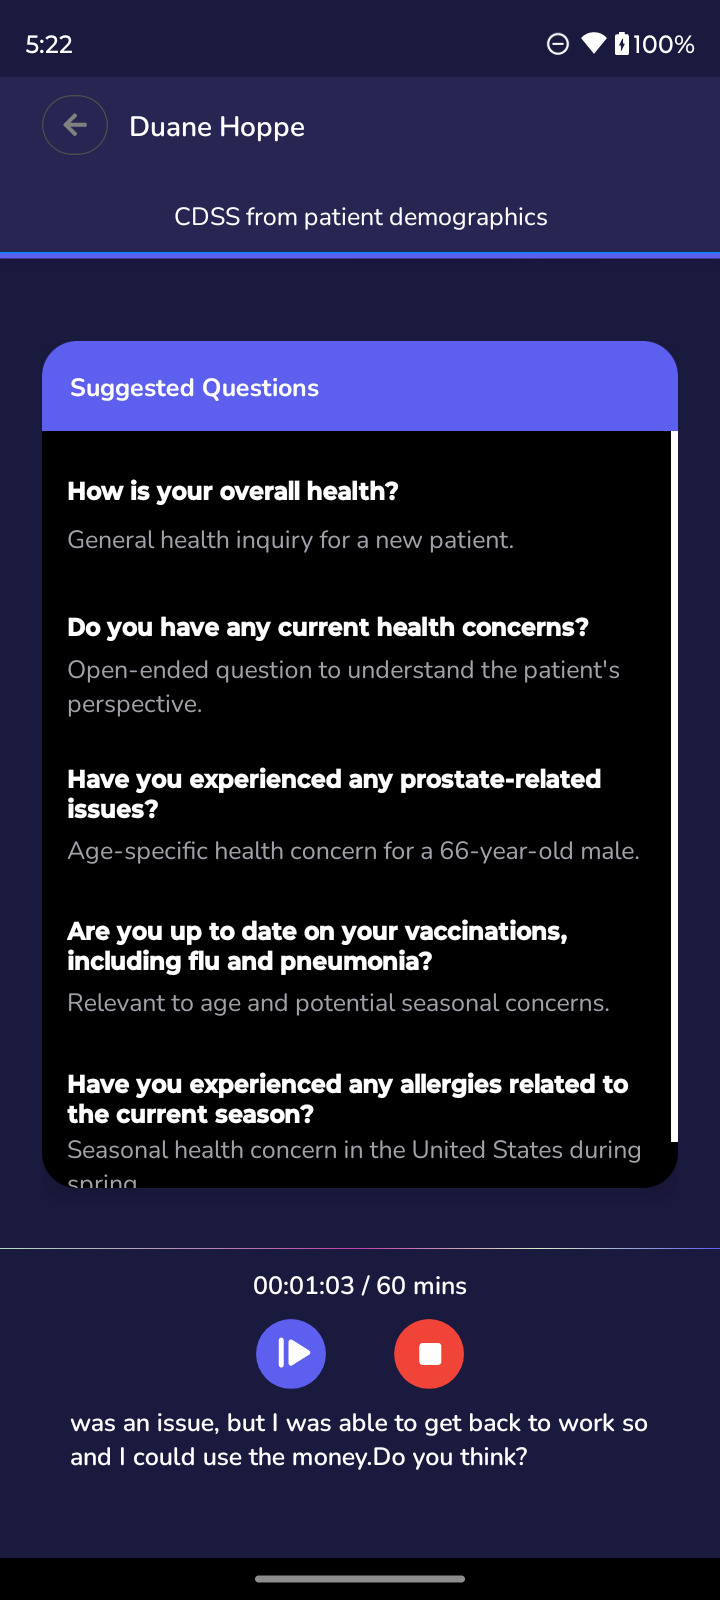 5:22
100%
Duane Hoppe
CDSS from patient demographics
Suggested Questions
How is your overall health?
General health inquiry for a new patient.
Do you have any current health concerns?
Open-ended question to understand the patient's
perspective.
Have you experienced any prostate-related
issues?
Age-specific health concern for a 66-year-old male.
Are you up to date on your vaccinations,
including flu and pneumonia?
Relevant to age and potential seasonal concerns.
Have you experienced any allergies related to
the current season?
Seasonal health concern in the United States during
spring
00:01:03 / 60 mins
was an issue, but I was able to get back to work so
and I could use the money.Do you think?